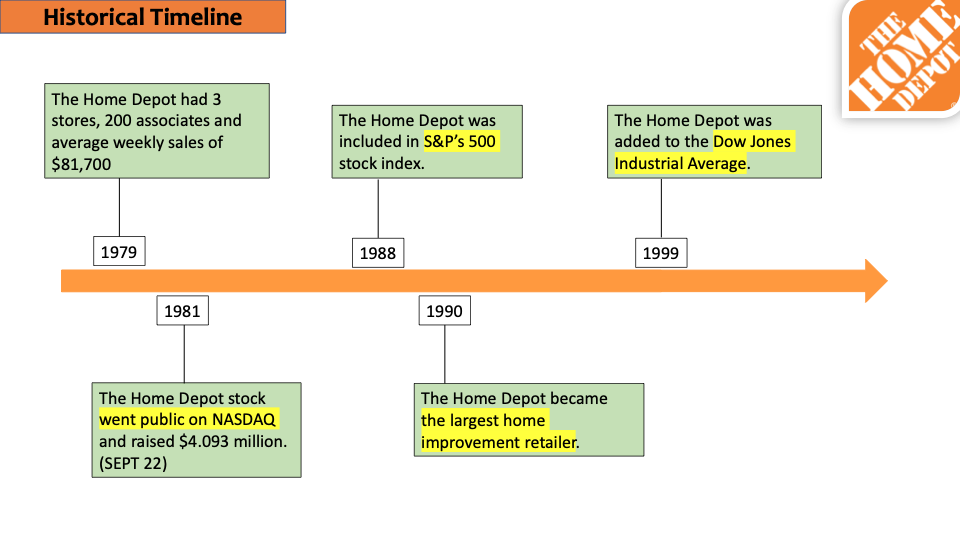 Historical Timeline
THE
HOME
DEPOT
The Home Depot had 3
stores, 200 associates and
average weekly sales of
$81,700
The Home Depot was
included in S&P’s 500
stock index.
The Home Depot was
added to the Dow Jones
Industrial Average.
1979
1988
1999
1981
1990
The Home Depot stock
went public on NASDAQ
and raised $4.093 million.
(SEPT 22)
The Home Depot became
the largest home
improvement retailer.